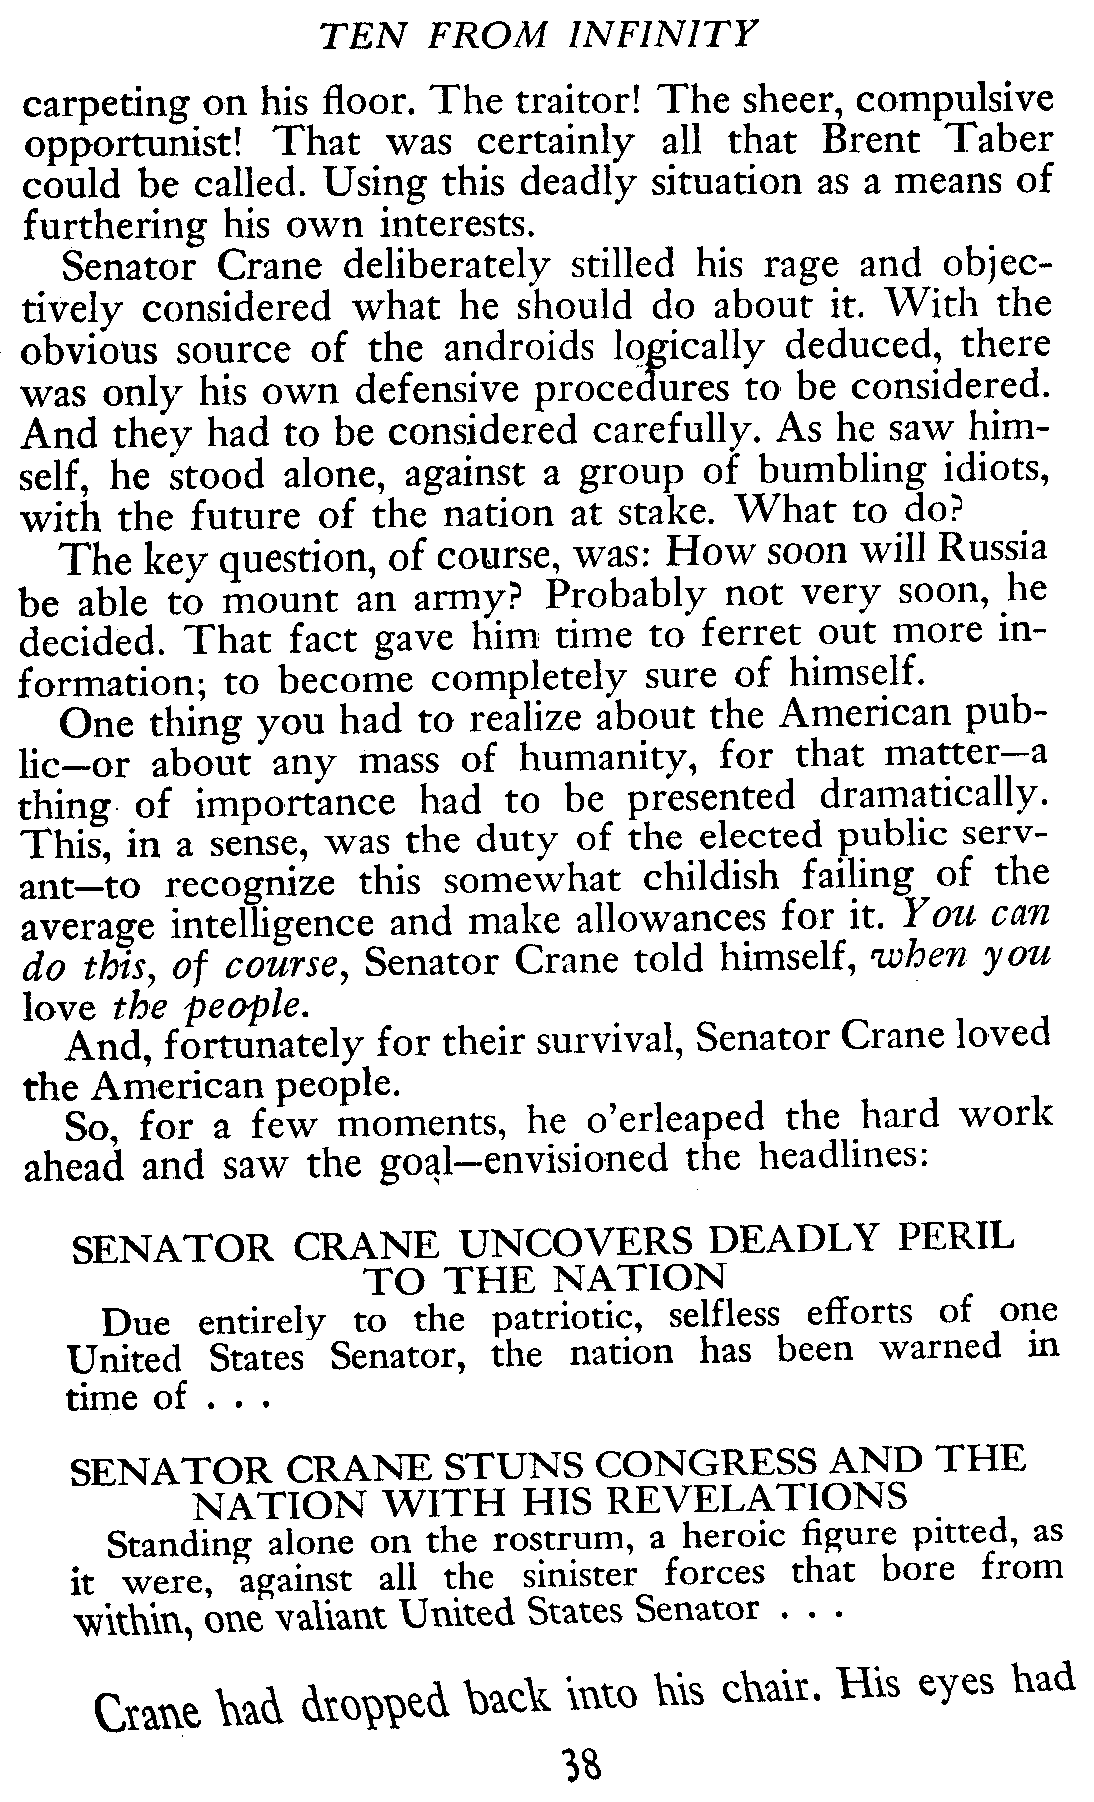 TEN FROM INFINITY
carpeting on his floor. The traitor! The sheer, compulsive
opportunist! That was certainly all that Brent Taber
could be called. Using this deadly situation as a means of
furthering his own interests.
Senator Crane deliberately stilled his rage and objec-
tively considered what he should do about it. With the
obvious source of the androids logically deduced, there
was only his own defensive procedures to be considered.
And they had to be considered carefully. As he saw him-
self, he stood alone, against a group of bumbling idiots,
with the future of the nation at stake. What to do?
The key question, of course, was: How soon will Russia
be able to mount an army? Probably not very soon, he
decided. That fact gave him time to ferret out more in-
formation; to become completely sure of himself.
One thing you had to realize about the American pub-
lic—or about any mass of humanity, for that matter—a
thing of importance had to be presented dramatically.
This, in a sense, was the duty of the elected public serv-
ant—to recognize this somewhat childish failing of the
average intelligence and make allowances for it. You can
do this, of course, Senator Crane told himself, when you
love the people.
And, fortunately for their survival, Senator Crane loved
the American people.
So, for a few moments, he o'erleaped the hard work
ahead and saw the goal—envisioned the headlines:
SENATOR CRANE UNCOVERS DEADLY PERIL
TO THE NATION
Due entirely to the patriotic, selfless efforts of one
United States Senator, the nation has been warned in
time of . . .
SENATOR CRANE STUNS CONGRESS AND THE
NATION WITH HIS REVELATIONS
Standing alone on the rostrum, a heroic figure pitted, as
it were, against all the sinister forces that bore from
within, one valiant United States Senator . . .
Crane had dropped back into his chair. His eyes had
38